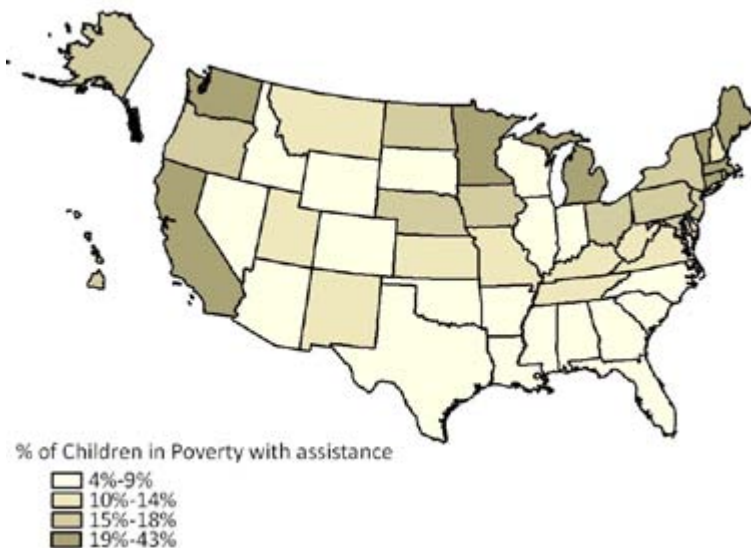 % of Children in Poverty with assistance
4%-9%
10%-14%
15%-18%
19%-43%